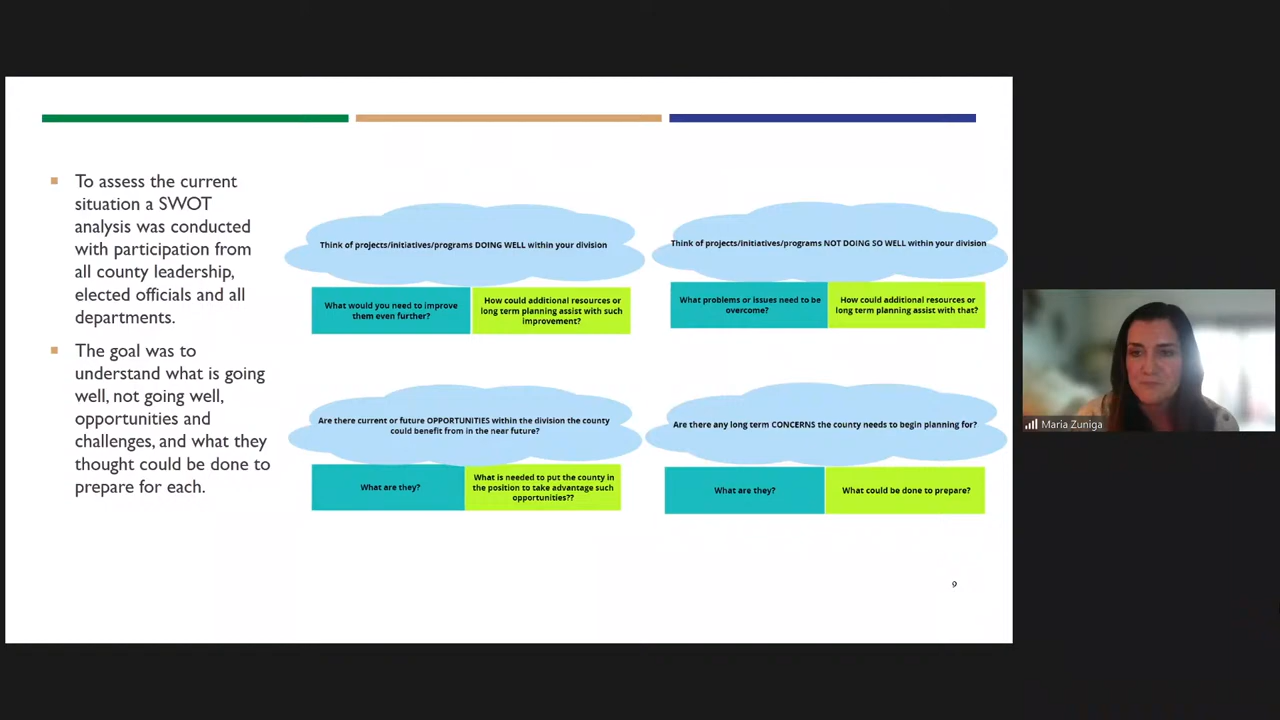 To assess the current
situation a SWOT
analysis was conducted
with participation from
all county leadership,
elected officials and all
departments.
The goal was to
understand what is going
well, not going well,
opportunities and
challenges, and what they
thought could be done to
prepare for each.
Think of projects/initiatives/programs DOING WELL within your division
What would you need to improve
them even further?
How could additional resources or
long term planning assist with such
improvement?
Think of projects/initiatives/programs NOT DOING SO WELL within your division
What problems or issues need to be
overcome?
How could additional resources or
long term planning assist with that?
Are there current or future OPPORTUNITIES within the division the county
could benefit from in the near future?
What are they?
What is needed to put the county in
the position to take advantage such
opportunities??
Are there any long term CONCERNS the county needs to begin planning for?
What are they?
What could be done to prepare?
9
Maria Zuniga